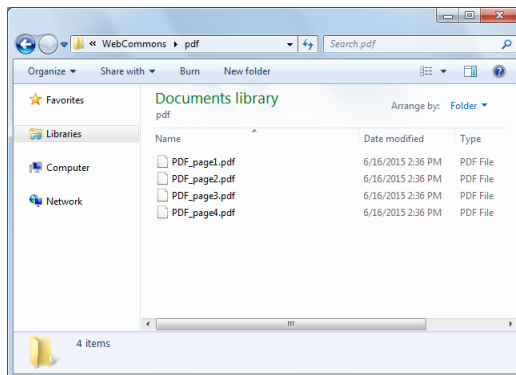 « WebCommons ▸ pdf Search pdf
Organize Share with Burn New folder
Favorites
Libraries
Computer
Network
Documents library
pdf
Arrange by: Folder
Name Date modified Type
PDF_page1.pdf 6/16/2015 2:36 PM PDF File
PDF_page2.pdf 6/16/2015 2:36 PM PDF File
PDF_page3.pdf 6/16/2015 2:36 PM PDF File
PDF_page4.pdf 6/16/2015 2:36 PM PDF File
4 items